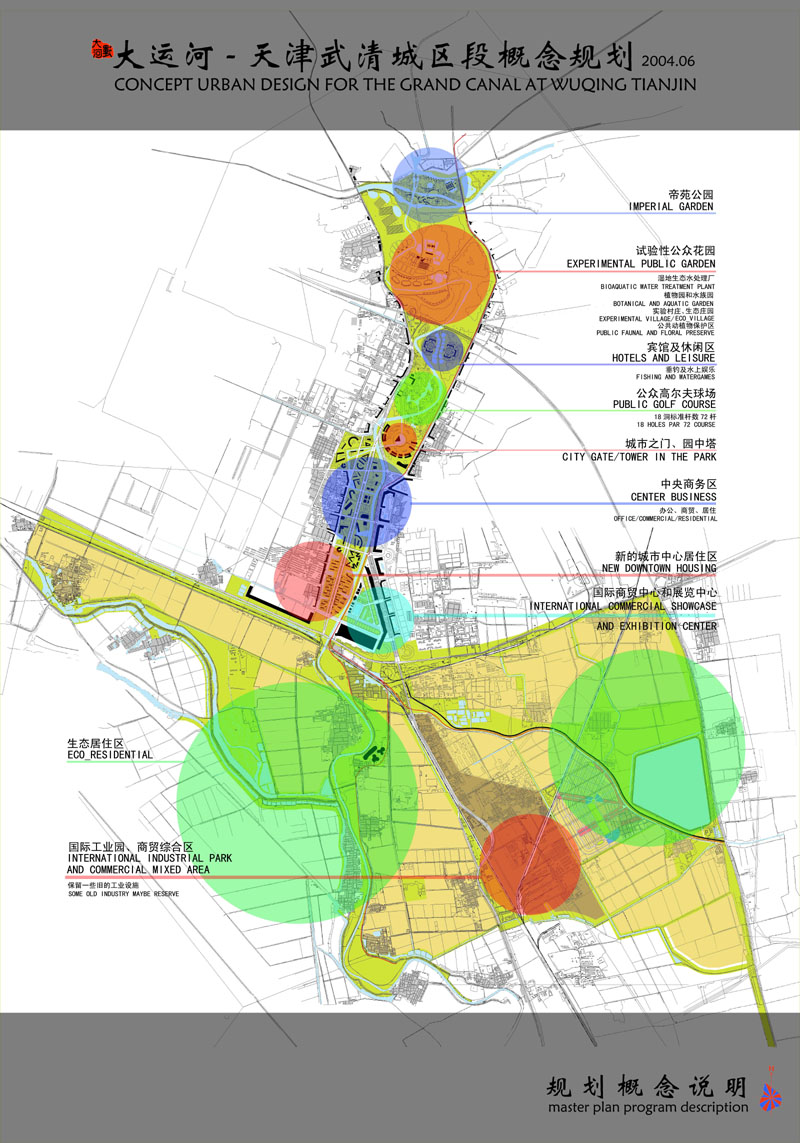 大运河
大运河-天津武清城区段概念规划 2004.06
CONCEPT URBAN DESIGN FOR THE GRAND CANAL AT WUQING TIANJIN
帝苑公园
IMPERIAL GARDEN
试验性公众花园
EXPERIMENTAL PUBLIC GARDEN
湿地生态水处理厂
BIOAQUATIC WATER TREATMENT PLANT
植物园和水族园
BOTANICAL AND AQUATIC GARDEN
实验村庄、生态庄园
EXPERIMENTAL VILLAGE/ECO_VILLAGE
公共动植物保护区
PUBLIC FAUNAL AND FLORAL PRESERVE
宾馆及休闲区
HOTELS AND LEISURE
垂钓及水上娱乐
FISHING AND WATERGAMES
公众高尔夫球场
PUBLIC GOLF COURSE
18 洞标准杆数 72 杆
18 HOLES PAR 72 COURSE
城市之门、园中塔
CITY GATE/TOWER IN THE PARK
中央商务区
CENTER BUSINESS
办公、商贸、居住
OFFICE/COMMERCIAL/RESIDENTIAL
新的城市中心居住区
NEW DOWNTOWN HOUSING
国际商贸中心和展览中心
INTERNATIONAL COMMERCIAL SHOWCASE
AND EXHIBITION CENTER
生态居住区
ECO_RESIDENTIAL
国际工业园、商贸综合区
INTERNATIONAL INDUSTRIAL PARK
AND COMMERCIAL MIXED AREA
保留一些旧的工业设施
SOME OLD INDUSTRY MAYBE RESERVE
规划概念说明
master plan program description
N